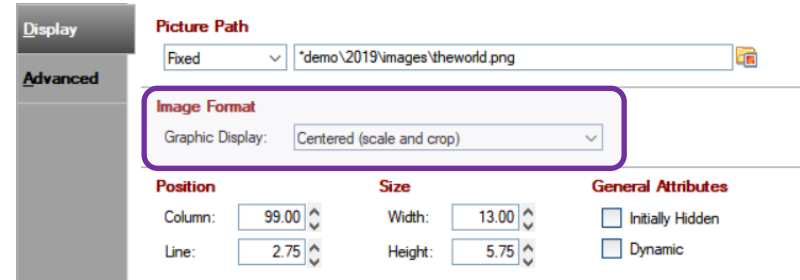 Display
Advanced
Picture Path
Fixed *demo\2019\images\theworld.png
Image Format
Graphic Display: Centered (scale and crop)
Position Size General Attributes
Column: 99.00 Width: 13.00 Initially Hidden
Line: 2.75 Height: 5.75 Dynamic